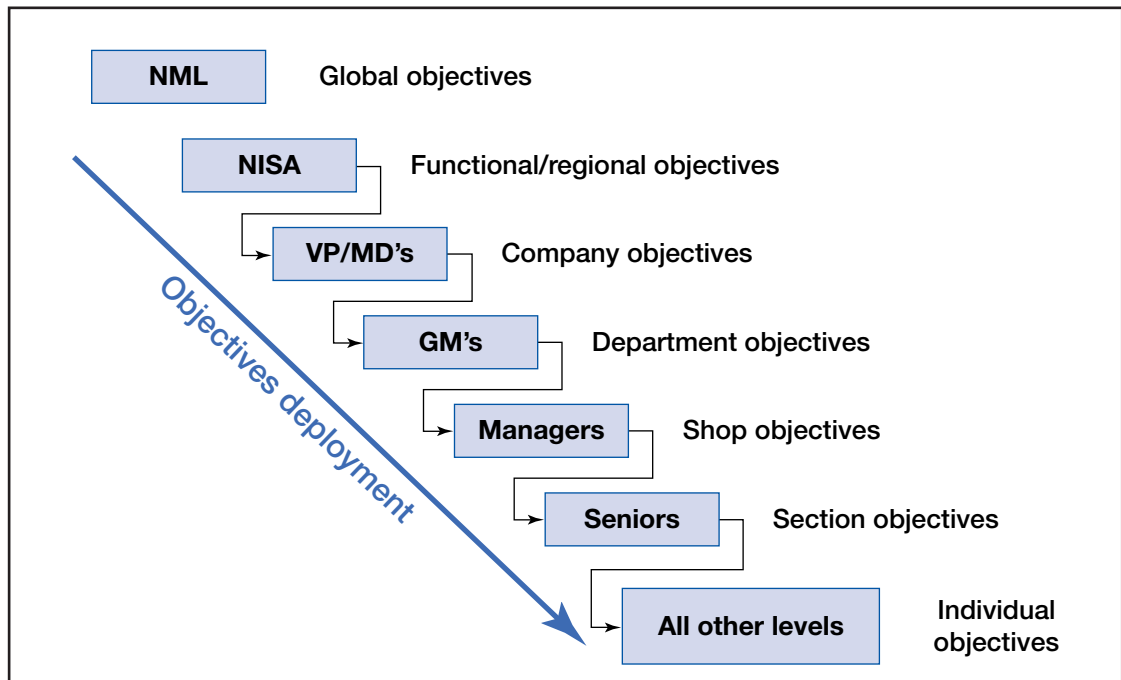 NML
Global objectives
NISA
Functional/regional objectives
VP/MD's
Company objectives
GM's
Department objectives
Managers
Shop objectives
Seniors
Section objectives
All other levels
Individual
objectives
Objectives deployment